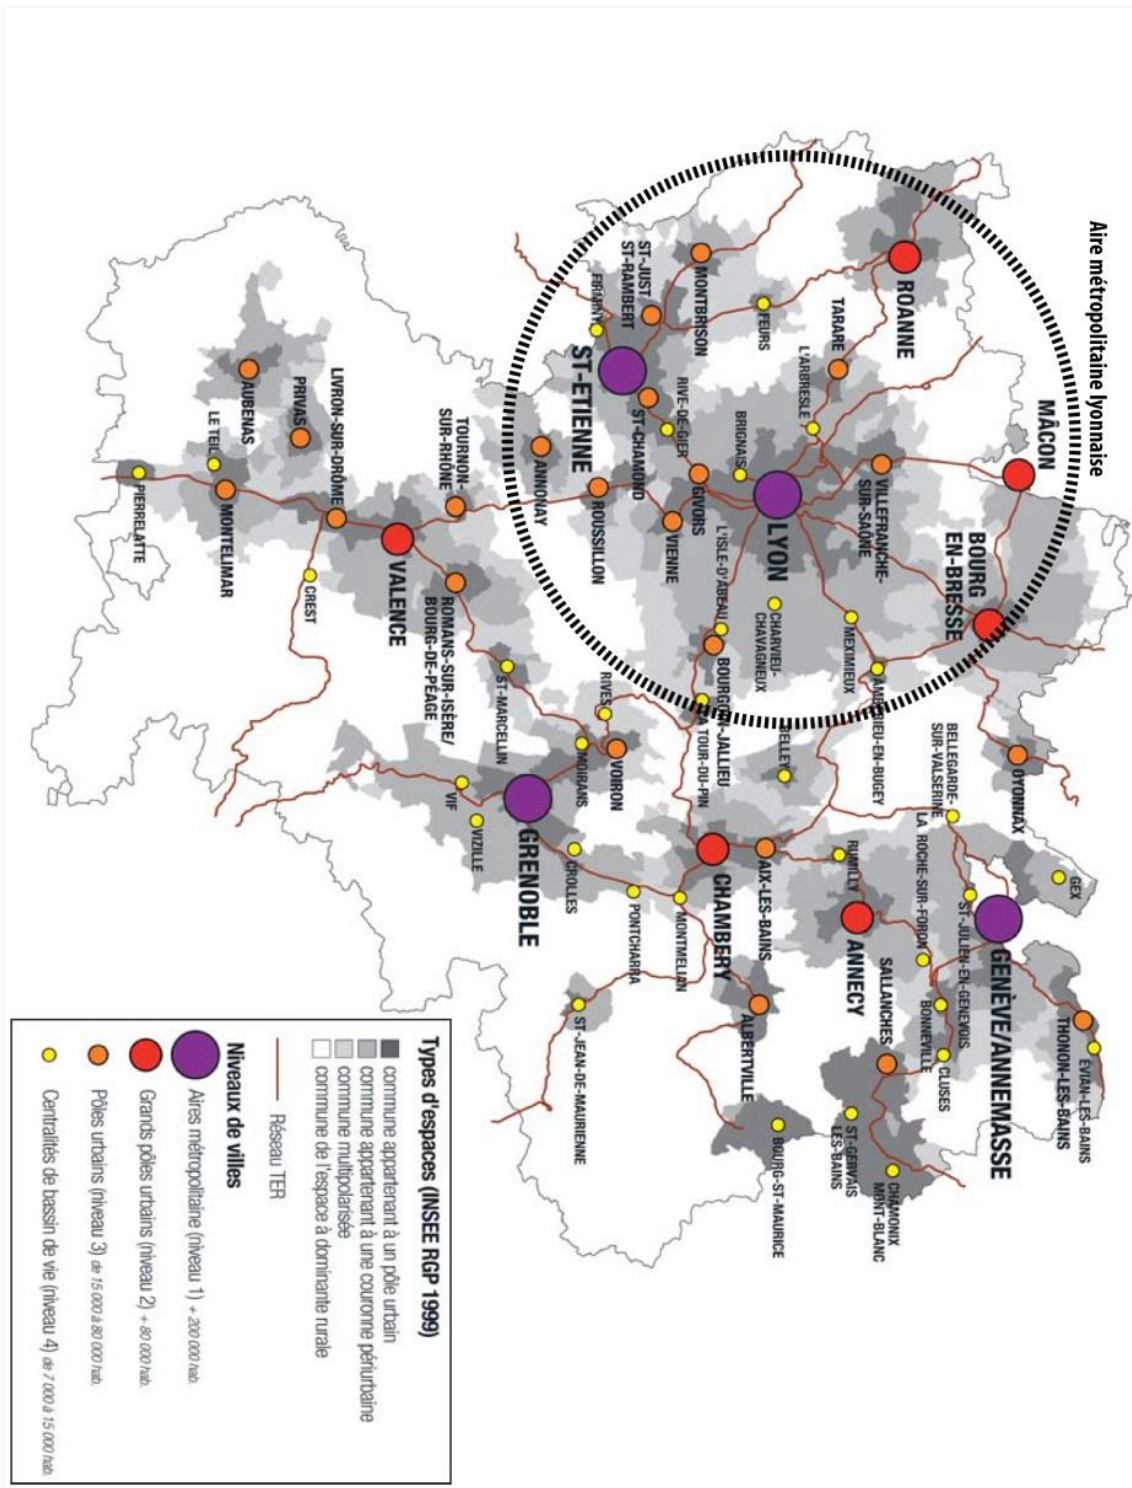 Aire métropolitaine lyonnaise
MÂCON
OYONNAX
GEX
EVIAN-LES-BAINS
THONON-LES-BAINS
BOURG
EN-BRESSE
BELLEGARDE-
SUR-VALSERINE
GENÈVE/ANNEMASSE
ST-JULIEN-EN-GENEVOIS
ROANNE
VILLEFRANCHE-
SUR-SAÔNE
AMBERIEU-EN-BUGEY
LA ROCHE-SUR-FORON
BONNEVILLE
CLUSES
TARARE
L'ARBRESLE
MEXIMIEUX
RUMILLY
ANNECY
SALLANCHES
CHAMONIX
MONT-BLANC
ST-GERVAIS
LES-BAINS
FEURS
BRIGNAIS
LYON
CHARVIEU-
CHAVAGNEUX
BELLEY
AIX-LES-BAINS
BOURG-ST-MAURICE
MONTBRISON
RIVE-DE-GIER
GIVORS
L'ISLE-D'ABEAU
BOURGOIN-JALLIEU
LA TOUR-DU-PIN
CHAMBERY
ALBERTVILLE
ST-JUST
ST-RAMBERT
ST-CHAMOND
VIENNE
MONTMELIAN
FIRMINY
ST-ETIENNE
ROUSSILLON
RIVES
VOIRON
PONTCHARRA
ANNONAY
MOIRANS
CROLLES
ST-JEAN-DE-MAURIENNE
GRENOBLE
ST-MARCELLIN
TOURNON-
SUR-RHÔNE
ROMANS-SUR-ISÈRE/
BOURG-DE-PEAGE
VIF
VIZILLE
VALENCE
LIVRON-SUR-DRÔME
PRIVAS
CREST
AUBENAS
LE TEIL
MONTELIMAR
PIERRELATTE
Types d'espaces (INSEE RGP 1999)
commune appartenant à un pôle urbain
commune appartenant à une couronne périurbaine
commune multipolarisée
commune de l'espace à dominante rurale
Réseau TER
Niveaux de villes
Aires métropolitaine (niveau 1) + 200 000 hab.
Grands pôles urbains (niveau 2) + 80 000 hab.
Pôles urbains (niveau 3) de 15 000 à 80 000 hab.
Centralités de bassin de vie (niveau 4) de 7 000 à 15 000 hab.